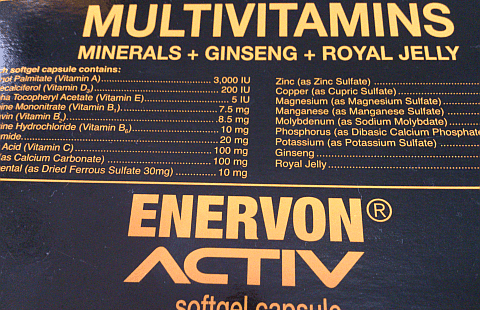 MULTIVITAMINS
MINERALS + GINSENG + ROYAL JELLY
softgel capsule contains:
Palmitate (Vitamin A) 3,000 IU
(Vitamin D₂) 200 IU
Tocopheryl Acetate (Vitamin E) 5 IU
Mononitrate (Vitamin B₁) 7.5 mg
(Vitamin B₂) 8.5 mg
Hydrochloride (Vitamin B₆) 10 mg
20 mg
Acid (Vitamin C) 100 mg
(as Calcium Carbonate) 100 mg
(as Dried Ferrous Sulfate 30mg) 10 mg
Zinc (as Zinc Sulfate)
Copper (as Cupric Sulfate)
Magnesium (as Magnesium Sulfate)
Manganese (as Manganese Sulfate)
Molybdenum (as Sodium Molybdate)
Phosphorus (as Dibasic Calcium Phosphate
Potassium (as Potassium Sulfate)
Ginseng
Royal Jelly
ENERVON®
ACTIV
softgel capsule